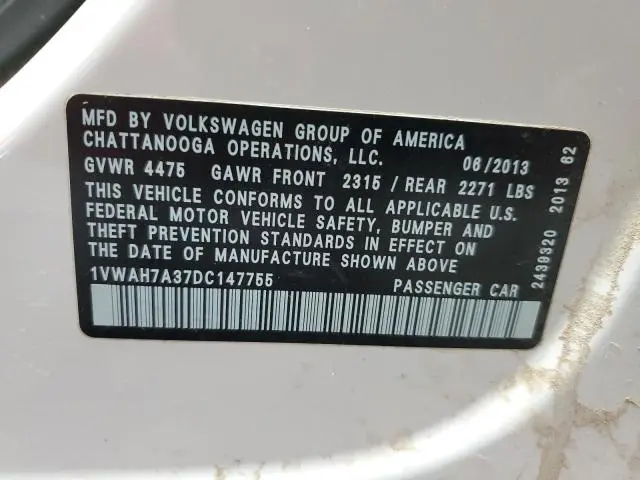 MFD BY VOLKSWAGEN GROUP OF AMERICA
CHATTANOOGA OPERATIONS, LLC. 06/2013
GVWR 4475 GAWR FRONT 2315 / REAR 2271 LBS
THIS VEHICLE CONFORMS TO ALL APPLICABLE U.S.
FEDERAL MOTOR VEHICLE SAFETY, BUMPER AND
THEFT PREVENTION STANDARDS IN EFFECT ON
THE DATE OF MANUFACTURE SHOWN ABOVE
1VWAH7A37DC147755 PASSENGER CAR
2439320 2013 62